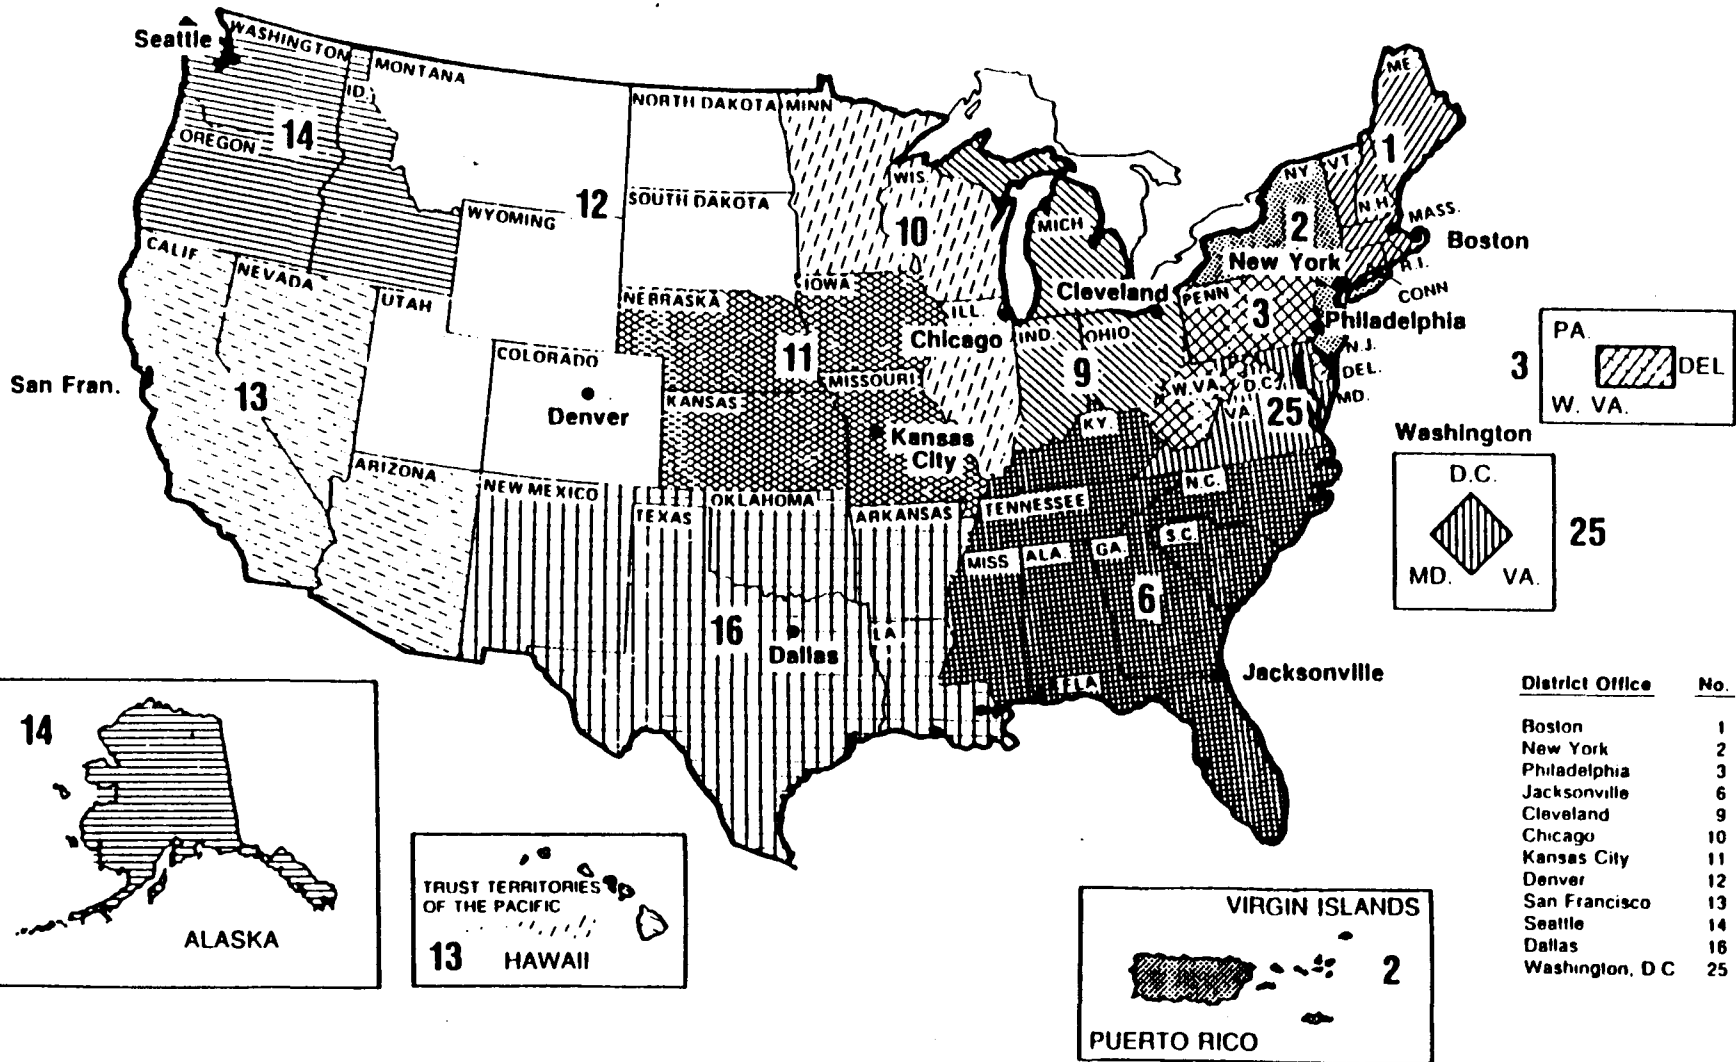 Seattle
WASHINGTON
MONTANA
ID.
NORTH DAKOTA
MINN
ME.
OREGON
14
1
WIS.
NY
VT.
WYOMING
12
SOUTH DAKOTA
N.H.
MASS.
10
MICH
2
Boston
CALIF
NEVADA
New York
R.I.
UTAH
NEBRASKA
IOWA
Cleveland
PENN
CONN
ILL.
3
Philadelphia
Chicago
IND.
OHIO
11
COLORADO
N.J.
San Fran.
13
MISSOURI
9
W.VA.
D.C.
DEL.
Denver
KANSAS
MD.
VA.
25
Kansas
City
KY.
ARIZONA
NEW MEXICO
OKLAHOMA
TEXAS
ARKANSAS
TENNESSEE
N.C.
MISS
ALA.
GA.
S.C.
6
16
LA.
Dallas
FLA.
Jacksonville
3
PA.
DEL
W. VA.
Washington
D.C.
25
MD. VA.
District Office No.
Boston 1
New York 2
Philadelphia 3
Jacksonville 6
Cleveland 9
Chicago 10
Kansas City 11
Denver 12
San Francisco 13
Seattle 14
Dallas 16
Washington, D C 25
14
ALASKA
TRUST TERRITORIES
OF THE PACIFIC
13 HAWAII
VIRGIN ISLANDS
2
PUERTO RICO